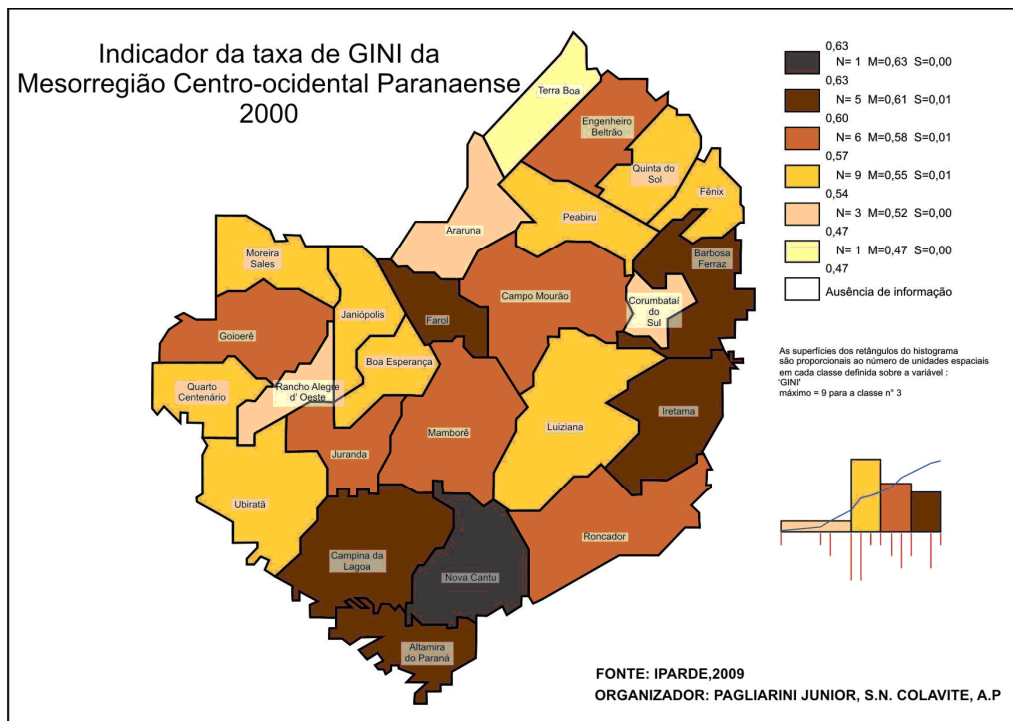 Indicador da taxa de GINI da
Mesorregião Centro-ocidental Paranaense
2000
0,63
N= 1 M=0,63 S=0,00
0,63
N= 5 M=0,61 S=0,01
0,60
N= 6 M=0,58 S=0,01
0,57
N= 9 M=0,55 S=0,01
0,54
N= 3 M=0,52 S=0,00
0,47
N= 1 M=0,47 S=0,00
0,47
Ausência de informação
As superfícies dos retângulos do histograma
são proporcionais ao número de unidades espaciais
em cada classe definida sobre a variável :
'GINI'
máximo = 9 para a classe n° 3
Terra Boa
Engenheiro
Beltrão
Quinta do
Sol
Fênix
Peabiru
Araruna
Barbosa
Ferraz
Moreira
Sales
Campo Mourão
Corumbataí
do
Sul
Janiópolis
Farol
Goioerê
Boa Esperança
Quarto
Centenário
Rancho Alegre
d' Oeste
Iretama
Luiziana
Mamborê
Juranda
Ubiratã
Roncador
Campina da
Lagoa
Nova Cantu
Altamira
do Paraná
FONTE: IPARDE,2009
ORGANIZADOR: PAGLIARINI JUNIOR, S.N. COLAVITE, A.P